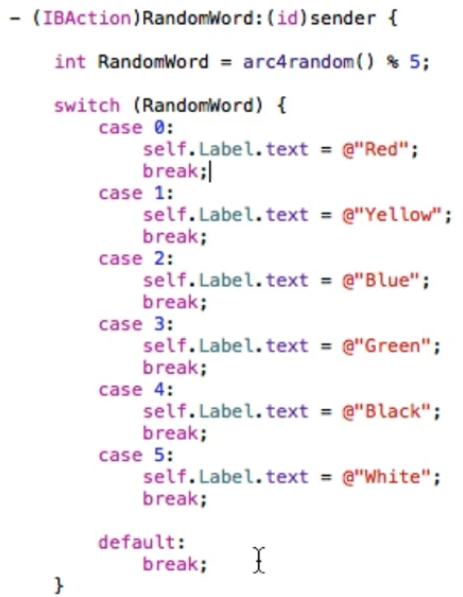 - (IBAction)RandomWord:(id)sender {
int RandomWord = arc4random() % 5;
switch (RandomWord) {
case 0:
self.Label.text = @"Red";
break;
case 1:
self.Label.text = @"Yellow";
break;
case 2:
self.Label.text = @"Blue";
break;
case 3:
self.Label.text = @"Green";
break;
case 4:
self.Label.text = @"Black";
break;
case 5:
self.Label.text = @"White";
break;
default:
break;
}